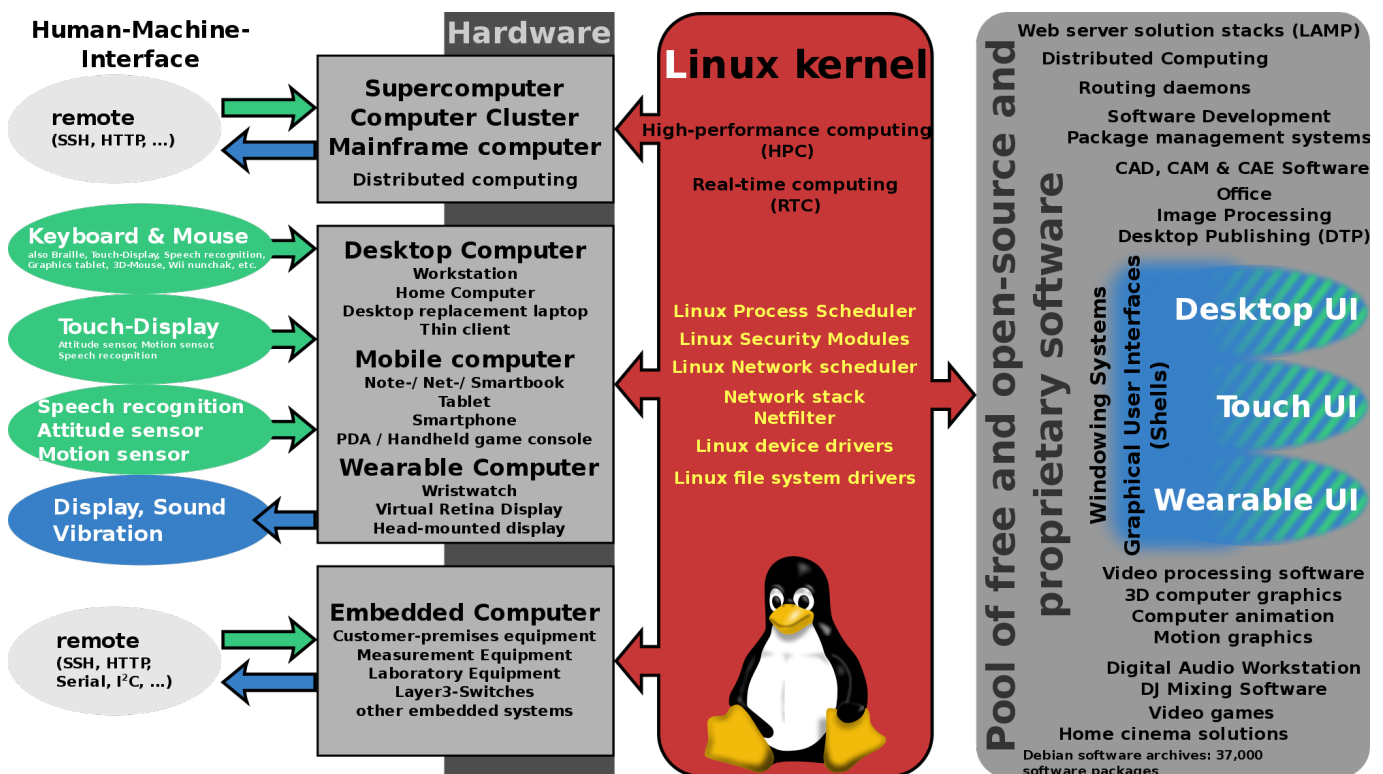 Human-Machine-
Interface
remote
(SSH, HTTP, ...)
Keyboard & Mouse
also Braille, Touch-Display, Speech recognition,
Graphics tablet, 3D-Mouse, Wii nunchak, etc.
Touch-Display
Attitude sensor, Motion sensor,
Speech recognition
Speech recognition
Attitude sensor
Motion sensor
Display, Sound
Vibration
remote
(SSH, HTTP,
Serial, I²C, ...)
Hardware
Supercomputer
Computer Cluster
Mainframe computer
Distributed computing
Desktop Computer
Workstation
Home Computer
Desktop replacement laptop
Thin client
Mobile computer
Note-/ Net-/ Smartbook
Tablet
Smartphone
PDA / Handheld game console
Wearable Computer
Wristwatch
Virtual Retina Display
Head-mounted display
Embedded Computer
Customer-premises equipment
Measurement Equipment
Laboratory Equipment
Layer3-Switches
other embedded systems
Linux kernel
High-performance computing
(HPC)
Real-time computing
(RTC)
Linux Process Scheduler
Linux Security Modules
Linux Network scheduler
Network stack
Netfilter
Linux device drivers
Linux file system drivers
Pool of free and open-source and
proprietary software
Web server solution stacks (LAMP)
Distributed Computing
Routing daemons
Software Development
Package management systems
CAD, CAM & CAE Software
Office
Image Processing
Desktop Publishing (DTP)
Windowing Systems
Graphical User Interfaces
(Shells)
Desktop UI
Touch UI
Wearable UI
Video processing software
3D computer graphics
Computer animation
Motion graphics
Digital Audio Workstation
DJ Mixing Software
Video games
Home cinema solutions
Debian software archives: 37,000
software packages